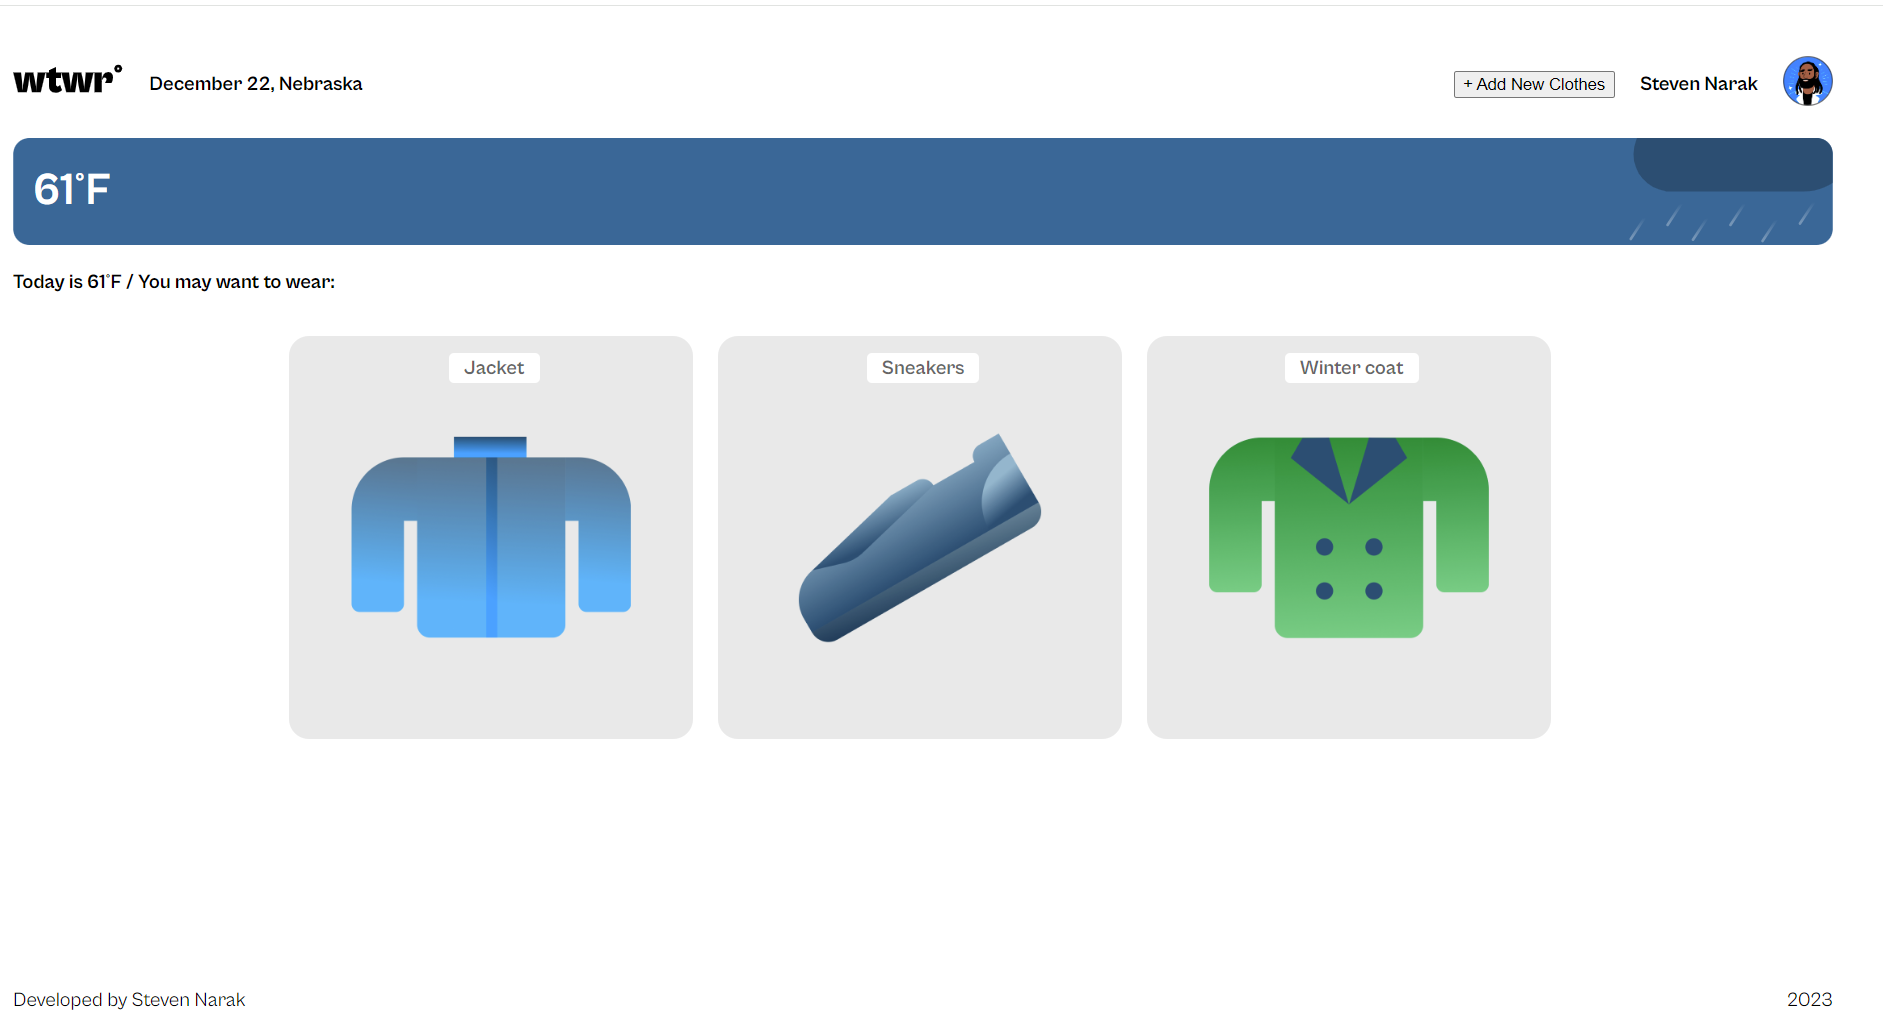 wtwr°
December 22, Nebraska
+ Add New Clothes
Steven Narak
61°F
Today is 61°F / You may want to wear:
Jacket
Sneakers
Winter coat
Developed by Steven Narak
2023